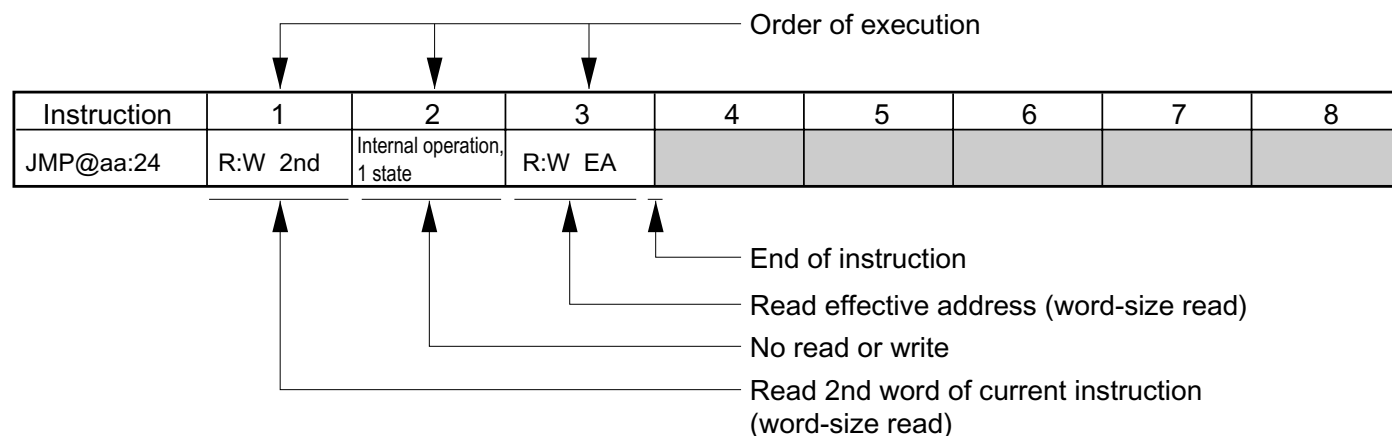 Order of execution
Instruction 1 2 3 4 5 6 7 8
JMP@aa:24 R:W 2nd Internal operation, 1 state R:W EA
End of instruction
Read effective address (word-size read)
No read or write
Read 2nd word of current instruction
(word-size read)